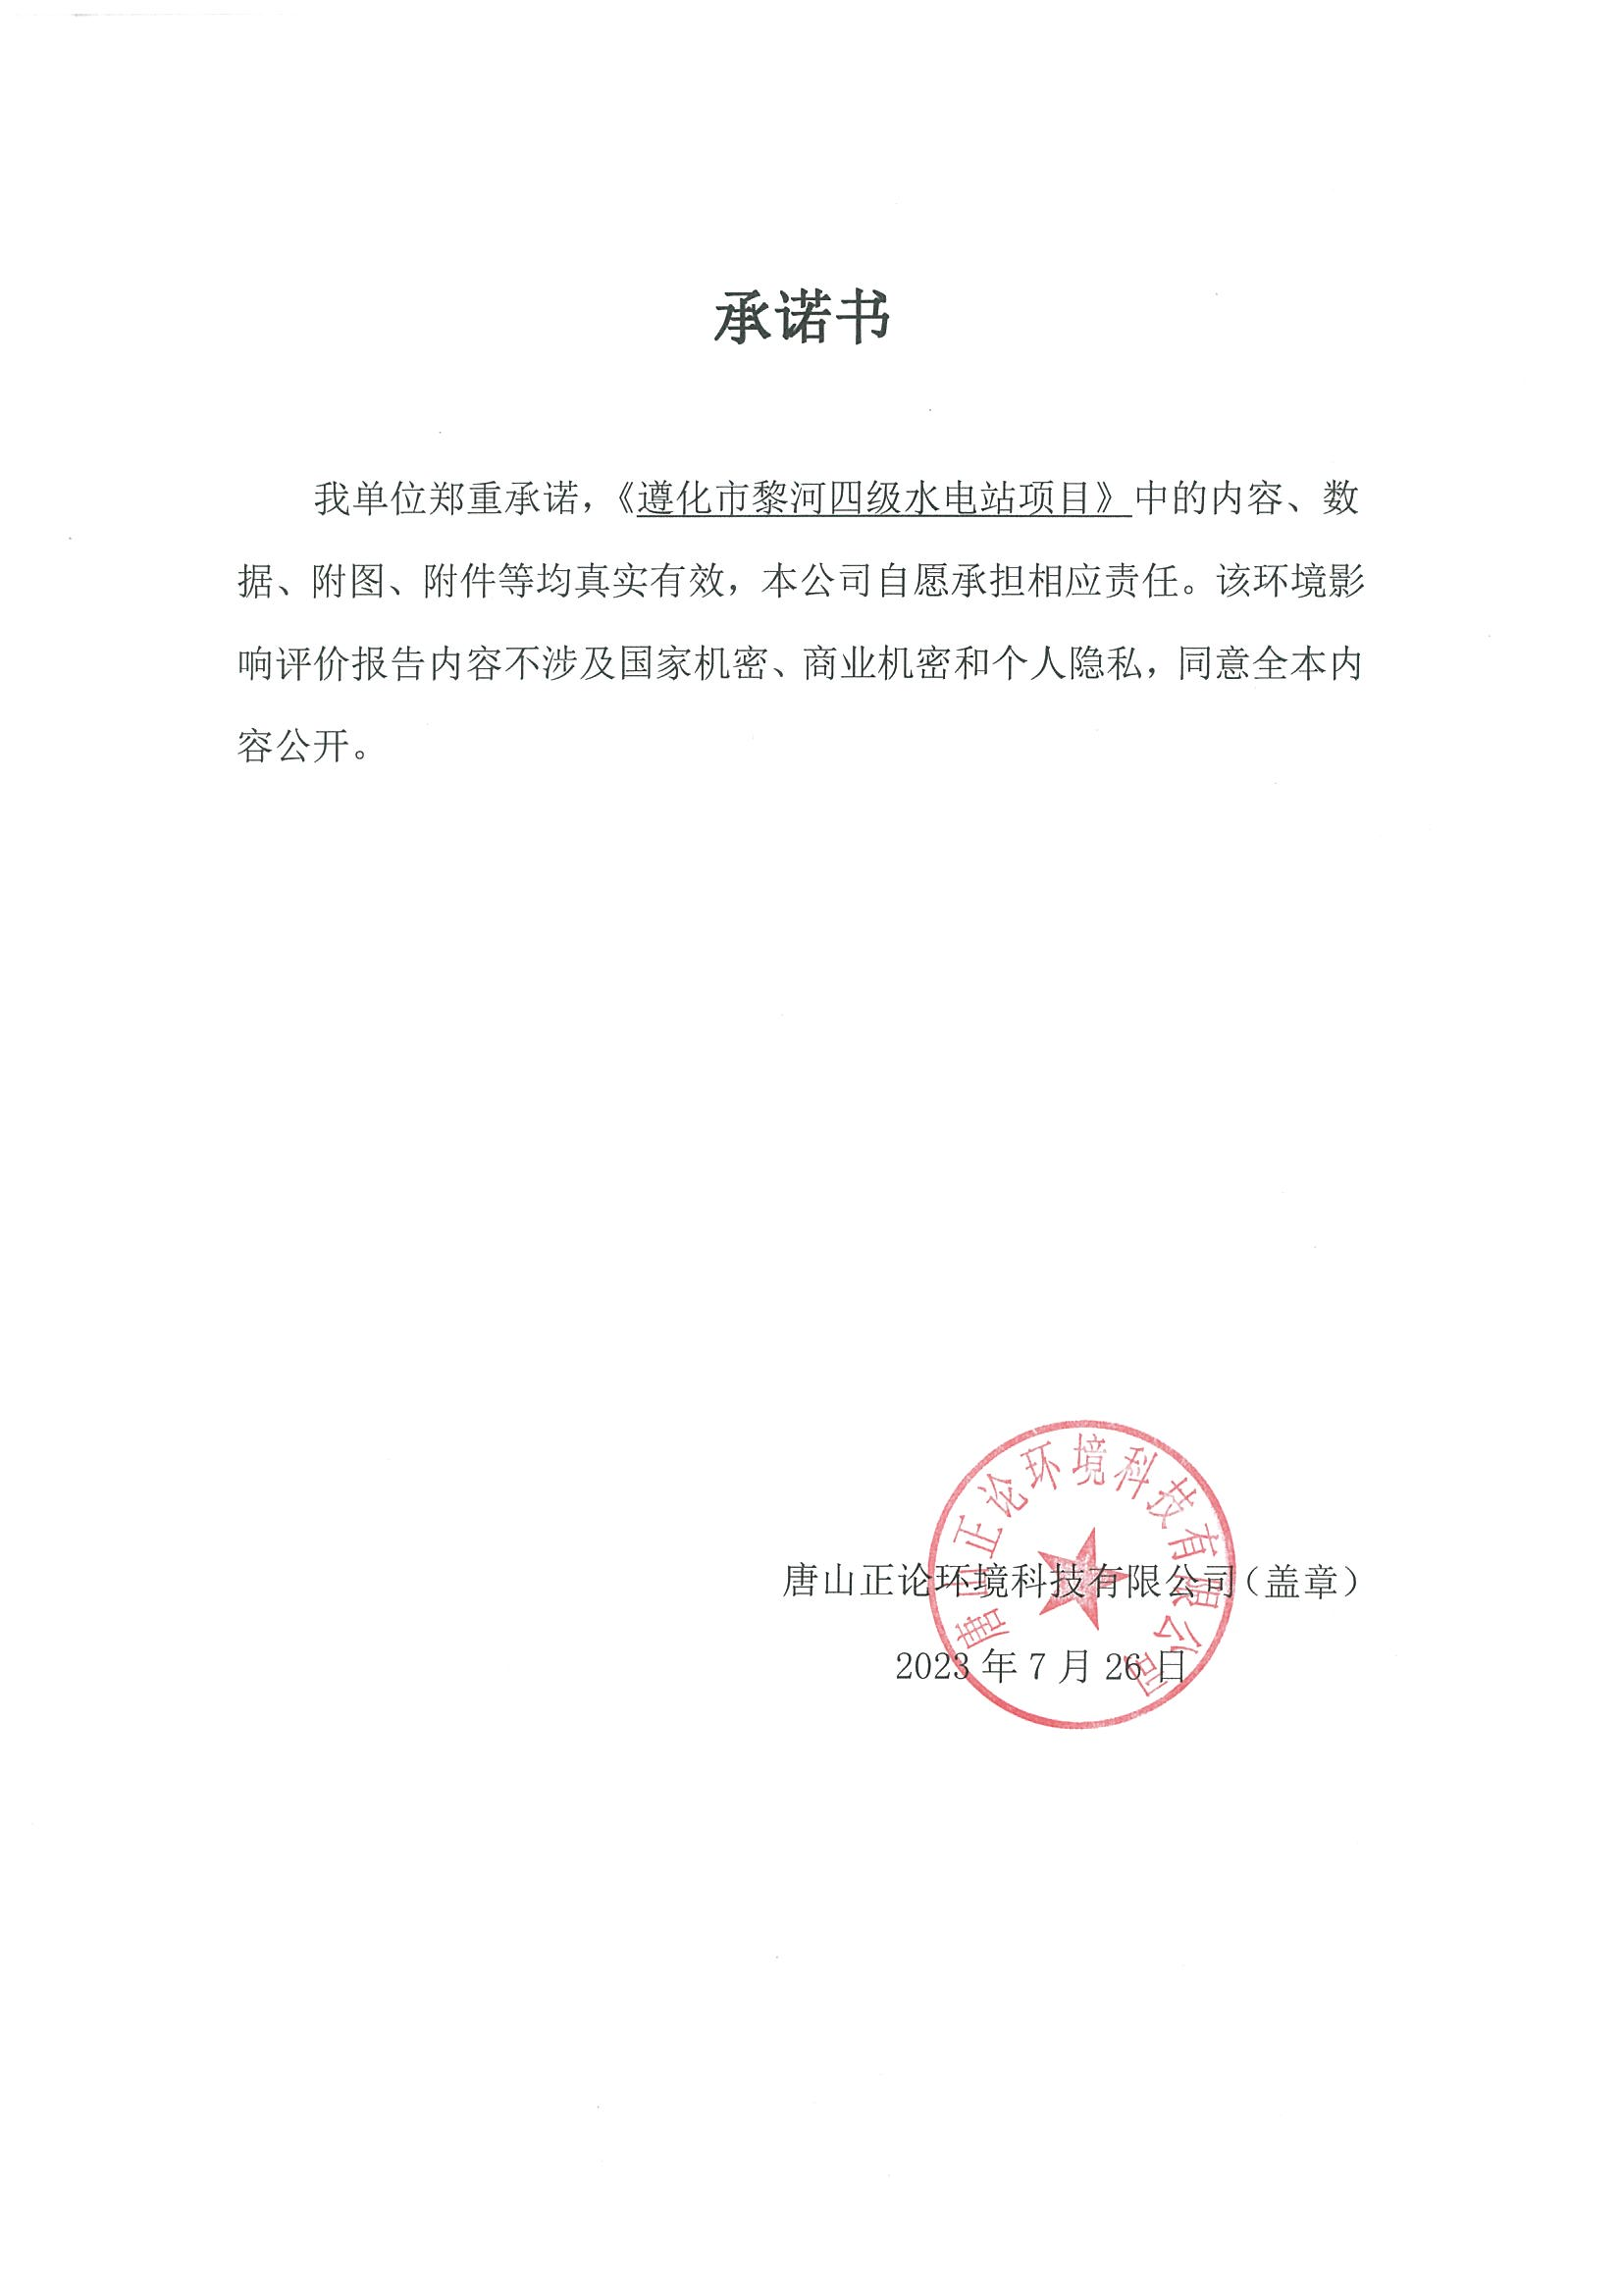 承诺书
我单位郑重承诺，《遵化市黎河四级水电站项目》中的内容、数
据、附图、附件等均真实有效，本公司自愿承担相应责任。该环境影
响评价报告内容不涉及国家机密、商业机密和个人隐私，同意全本内
容公开。
唐山正论环境科技有限公司（盖章）
2023 年 7 月 26 日
唐山正论环境科技有限公司